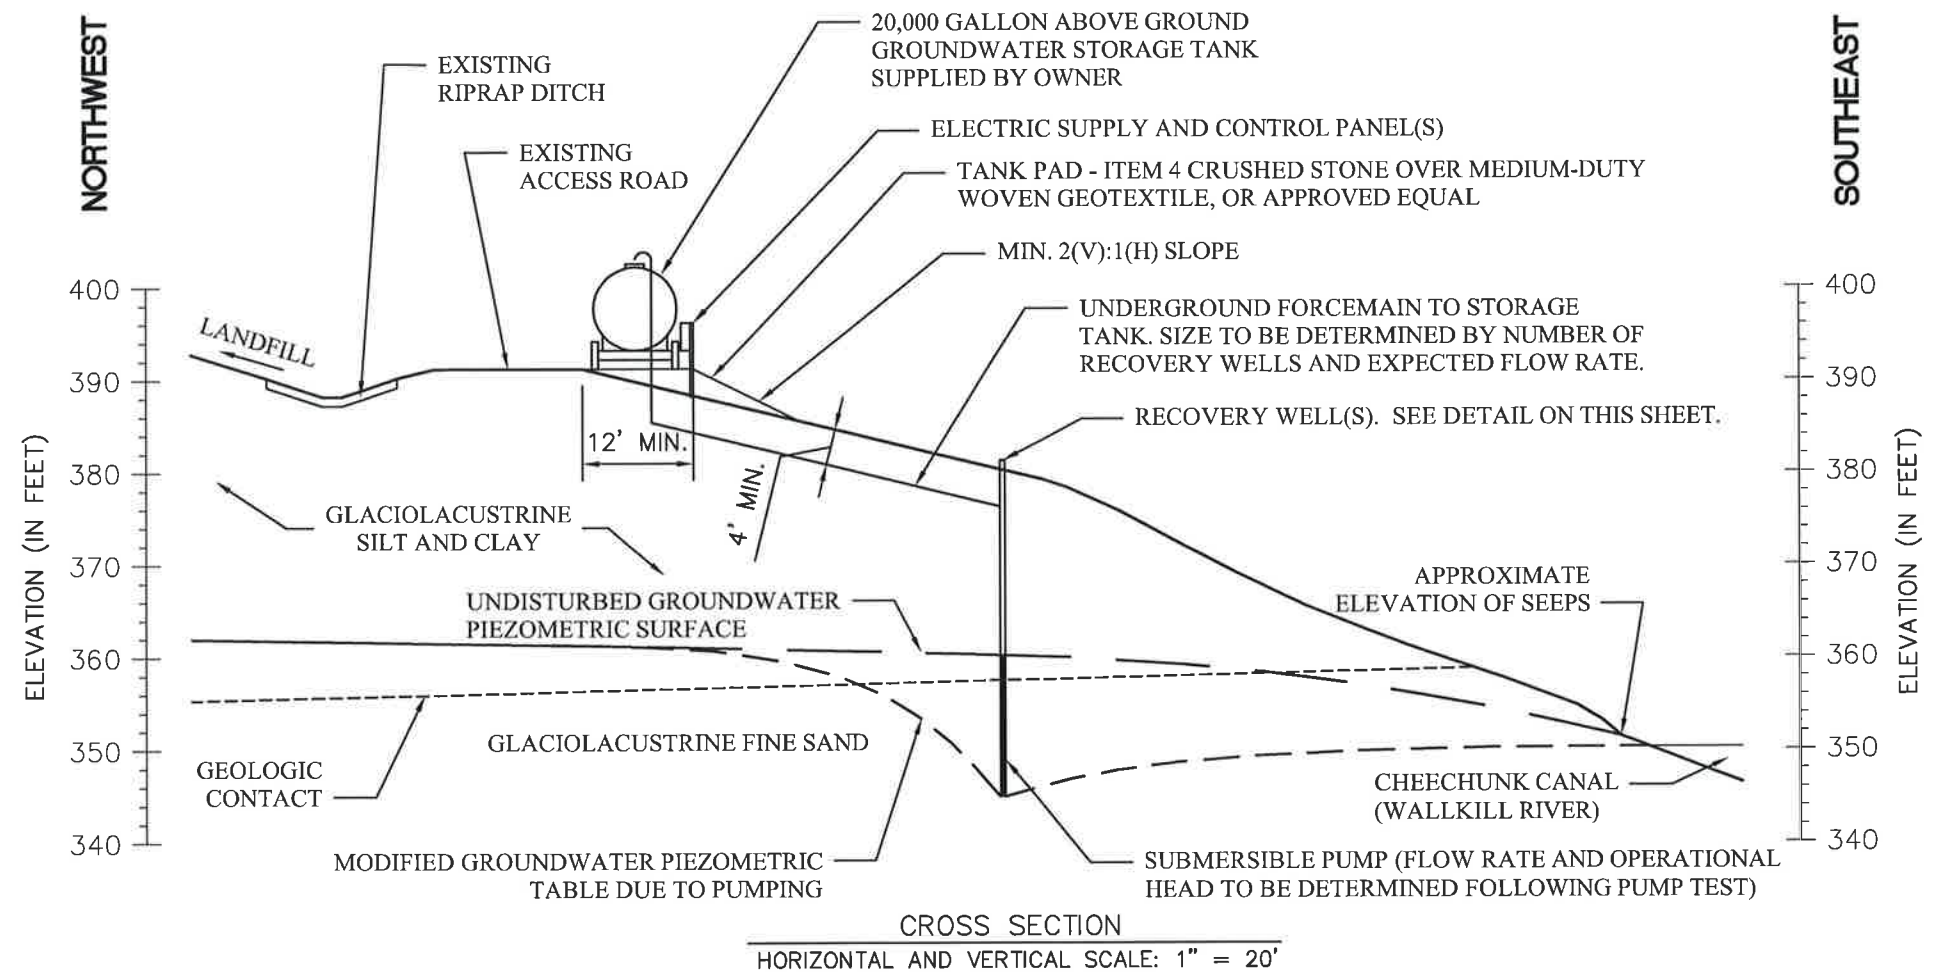 NORTHWEST
SOUTHEAST
20,000 GALLON ABOVE GROUND
GROUNDWATER STORAGE TANK
SUPPLIED BY OWNER
EXISTING
RIPRAP DITCH
ELECTRIC SUPPLY AND CONTROL PANEL(S)
EXISTING
ACCESS ROAD
TANK PAD - ITEM 4 CRUSHED STONE OVER MEDIUM-DUTY
WOVEN GEOTEXTILE, OR APPROVED EQUAL
MIN. 2(V):1(H) SLOPE
UNDERGROUND FORCEMAIN TO STORAGE
TANK. SIZE TO BE DETERMINED BY NUMBER OF
RECOVERY WELLS AND EXPECTED FLOW RATE.
LANDFILL
RECOVERY WELL(S). SEE DETAIL ON THIS SHEET.
12' MIN.
4' MIN.
GLACIOLACUSTRINE
SILT AND CLAY
UNDISTURBED GROUNDWATER
PIEZOMETRIC SURFACE
APPROXIMATE
ELEVATION OF SEEPS
GLACIOLACUSTRINE FINE SAND
GEOLOGIC
CONTACT
CHEECHUNK CANAL
(WALLKILL RIVER)
MODIFIED GROUNDWATER PIEZOMETRIC
TABLE DUE TO PUMPING
SUBMERSIBLE PUMP (FLOW RATE AND OPERATIONAL
HEAD TO BE DETERMINED FOLLOWING PUMP TEST)
ELEVATION (IN FEET)
400
390
380
370
360
350
340
400
390
380
370
360
350
340
ELEVATION (IN FEET)
CROSS SECTION
HORIZONTAL AND VERTICAL SCALE: 1" = 20'